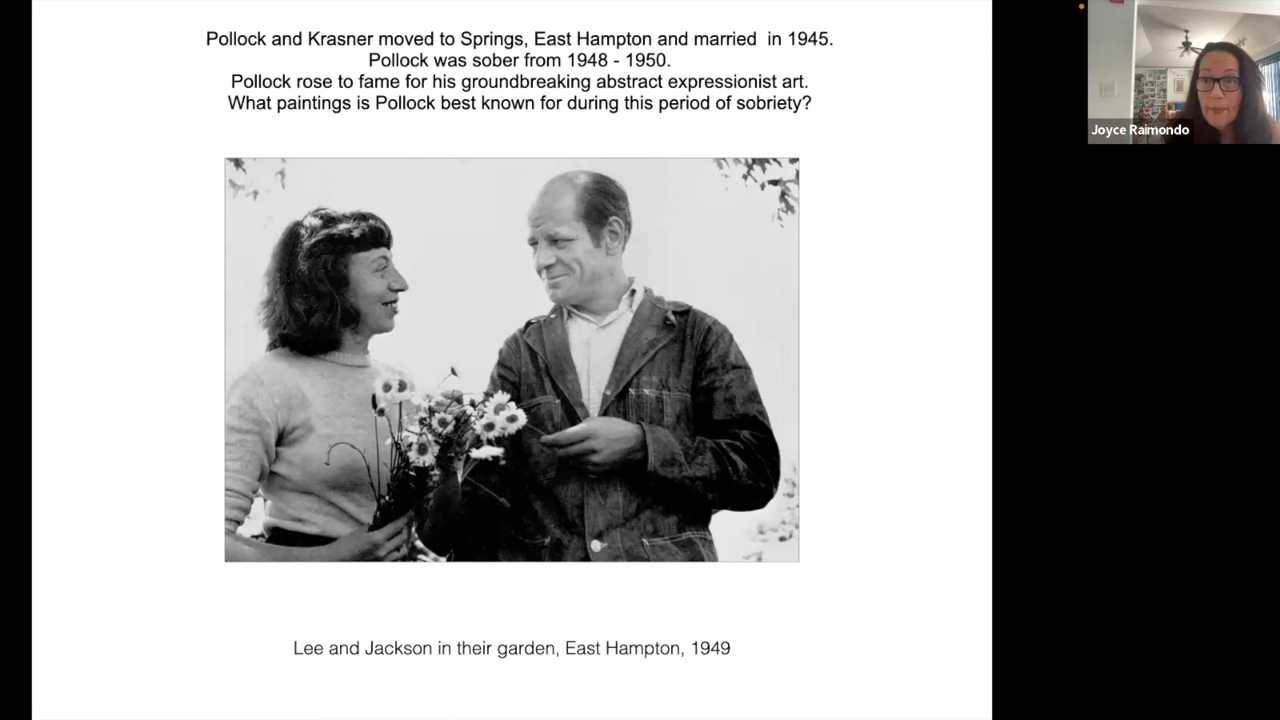 Pollock and Krasner moved to Springs, East Hampton and married  in 1945.
Pollock was sober from 1948 - 1950.
Pollock rose to fame for his groundbreaking abstract expressionist art.
What paintings is Pollock best known for during this period of sobriety?
Joyce Raimondo
Lee and Jackson in their garden, East Hampton, 1949